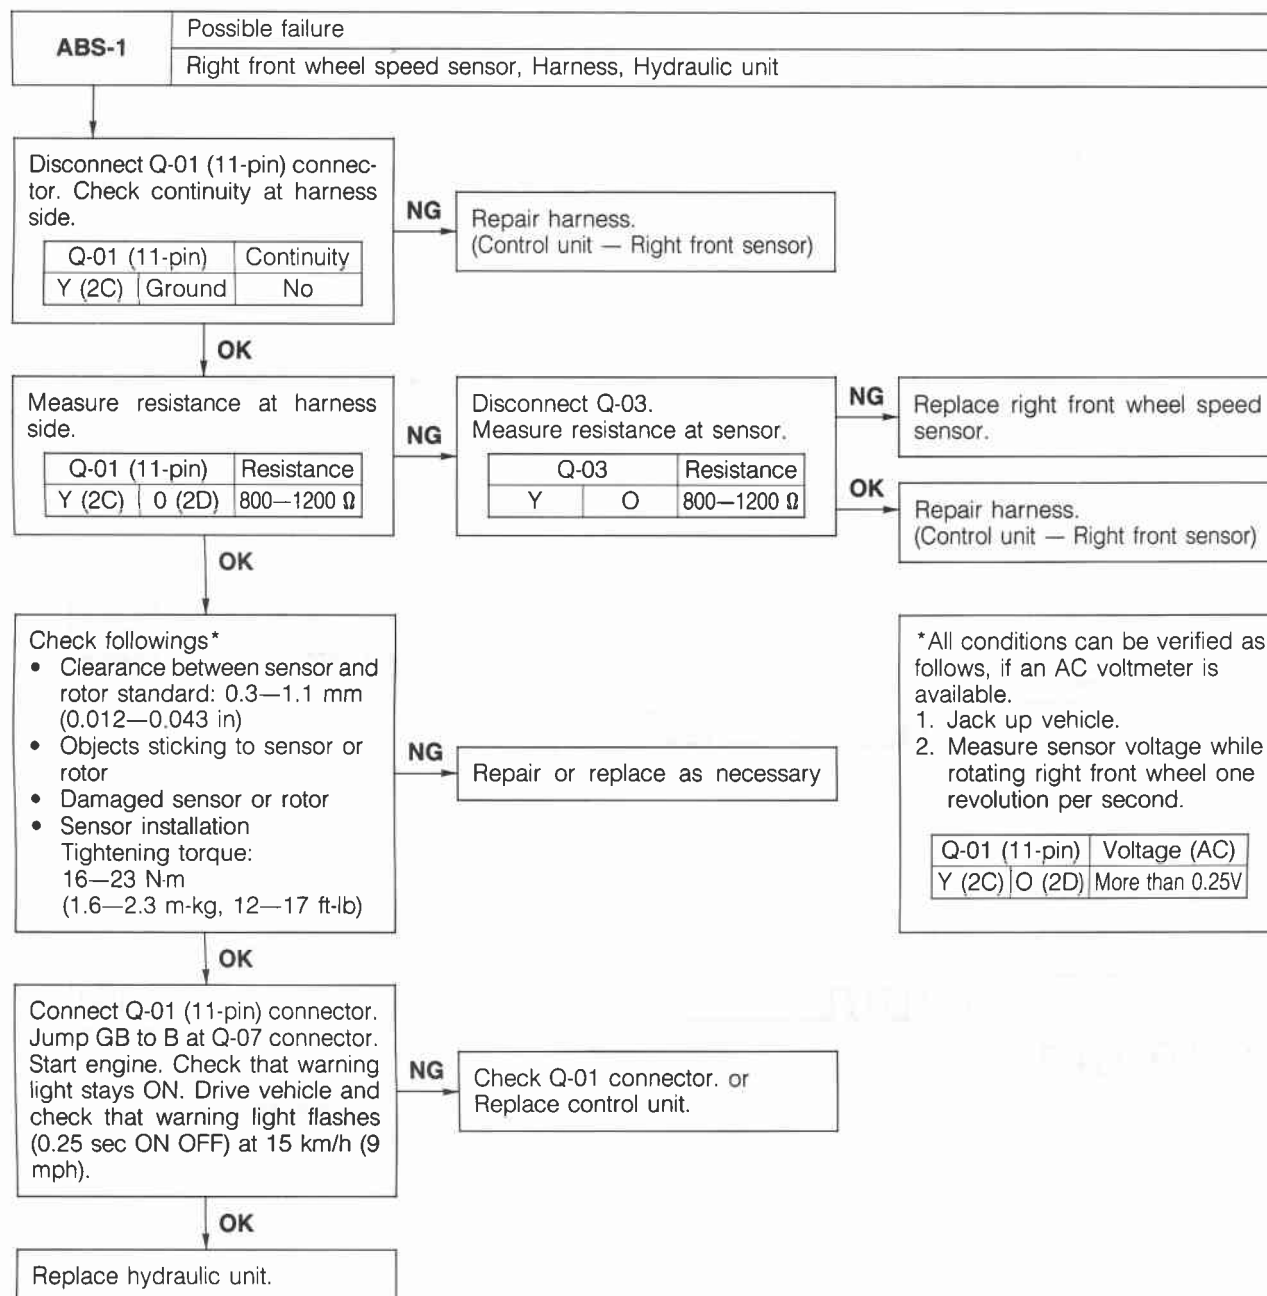 ABS-1
Possible failure
Right front wheel speed sensor, Harness, Hydraulic unit
Disconnect Q-01 (11-pin) connec-
tor. Check continuity at harness
side.
Q-01 (11-pin) Continuity
Y (2C) Ground No
NG
Repair harness.
(Control unit — Right front sensor)
OK
Measure resistance at harness
side.
Q-01 (11-pin) Resistance
Y (2C) O (2D) 800—1200 Ω
NG
Disconnect Q-03.
Measure resistance at sensor.
Q-03 Resistance
Y O 800—1200 Ω
NG
Replace right front wheel speed
sensor.
OK
Repair harness.
(Control unit — Right front sensor)
OK
Check followings*
• Clearance between sensor and
rotor standard: 0.3—1.1 mm
(0.012—0.043 in)
• Objects sticking to sensor or
rotor
• Damaged sensor or rotor
• Sensor installation
Tightening torque:
16—23 N·m
(1.6—2.3 m-kg, 12—17 ft-lb)
NG
Repair or replace as necessary
*All conditions can be verified as
follows, if an AC voltmeter is
available.
1. Jack up vehicle.
2. Measure sensor voltage while
rotating right front wheel one
revolution per second.
Q-01 (11-pin) Voltage (AC)
Y (2C) O (2D) More than 0.25V
OK
Connect Q-01 (11-pin) connector.
Jump GB to B at Q-07 connector.
Start engine. Check that warning
light stays ON. Drive vehicle and
check that warning light flashes
(0.25 sec ON OFF) at 15 km/h (9
mph).
NG
Check Q-01 connector. or
Replace control unit.
OK
Replace hydraulic unit.